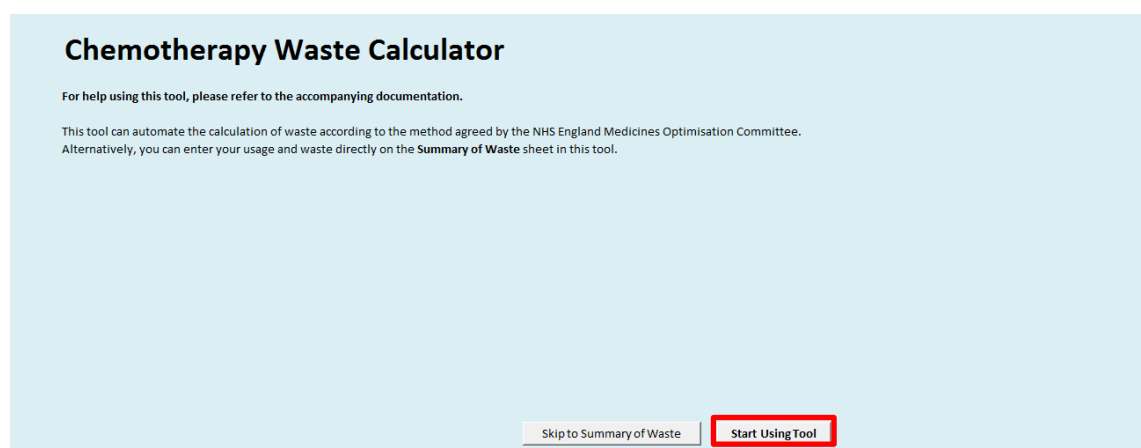 Chemotherapy Waste Calculator
For help using this tool, please refer to the accompanying documentation.
This tool can automate the calculation of waste according to the method agreed by the NHS England Medicines Optimisation Committee.
Alternatively, you can enter your usage and waste directly on the Summary of Waste sheet in this tool.
Skip to Summary of Waste Start Using Tool